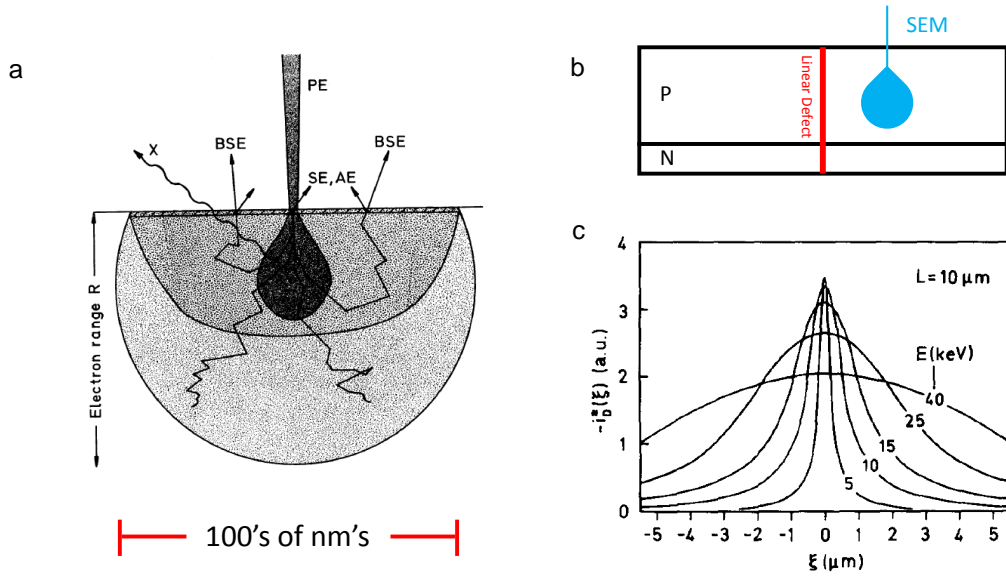 a
PE
BSE
BSE
X
SE, AE
Electron range R
100's of nm's
b
SEM
P
Linear Defect
N
c
4
3
2
1
0
-i*D(ξ) (a.u.)
L = 10 μm
E(keV)
40
25
15
10
5
-5 -4 -3 -2 -1 0 1 2 3 4 5
ξ (μm)